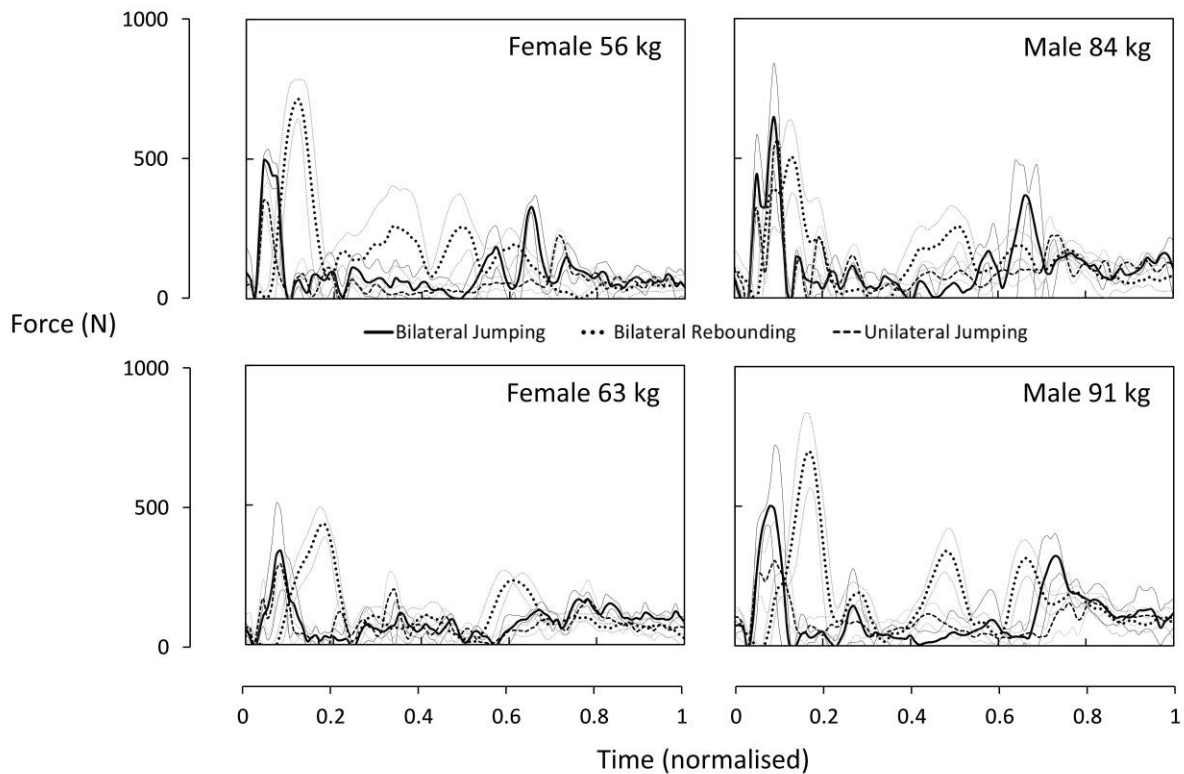 1000
Female 56 kg
Male 84 kg
500
0
Force (N)
Bilateral Jumping
Bilateral Rebounding
Unilateral Jumping
1000
Female 63 kg
Male 91 kg
500
0
0 0.2 0.4 0.6 0.8 1
0 0.2 0.4 0.6 0.8 1
Time (normalised)